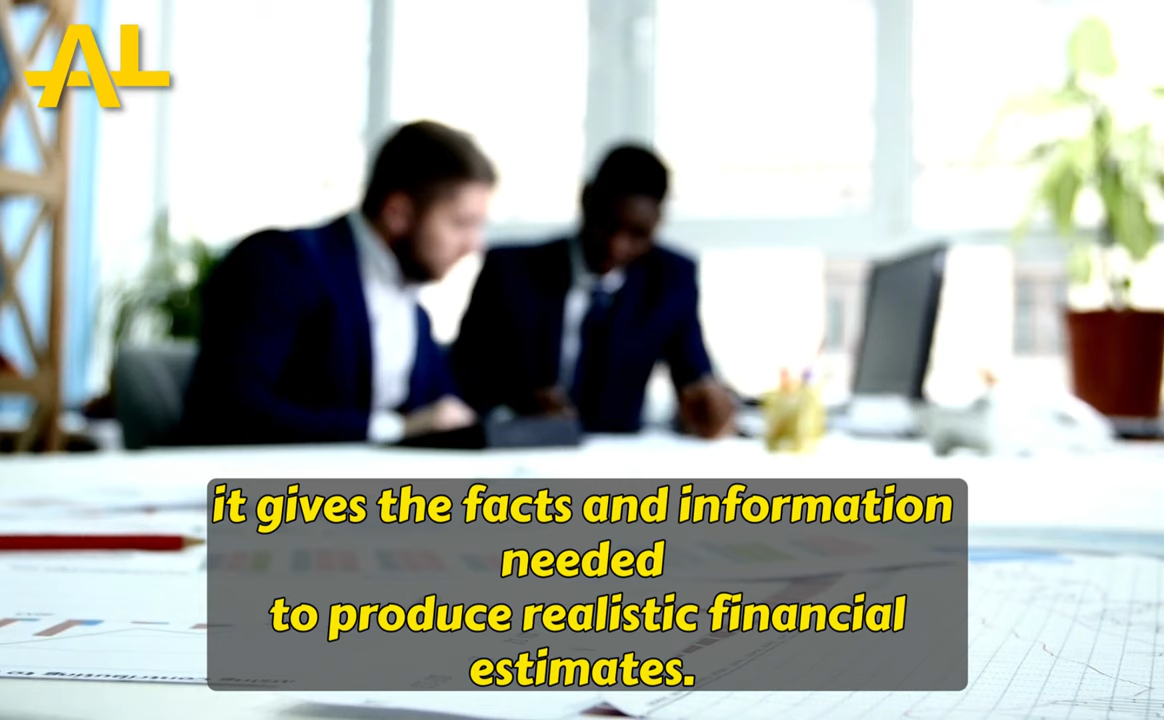 AL
it gives the facts and information
needed
to produce realistic financial
estimates.